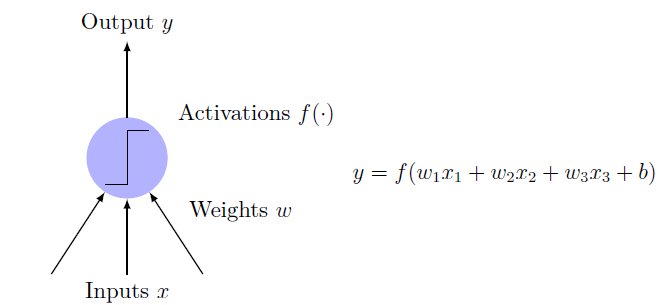 Output y
Activations f(·)
y = f(w₁x₁ + w₂x₂ + w₃x₃ + b)
Weights w
Inputs x